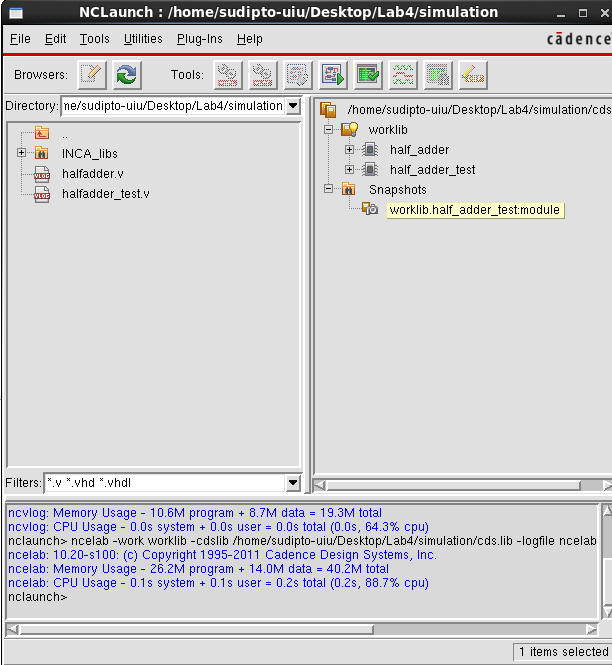 NCLaunch : /home/sudipto-uiu/Desktop/Lab4/simulation
File Edit Tools Utilities Plug-Ins Help
cādence
Browsers: Tools:
Directory: ne/sudipto-uiu/Desktop/Lab4/simulation
..
INCA_libs
halfadder.v
halfadder_test.v
Filters: *.v *.vhd *.vhdl
/home/sudipto-uiu/Desktop/Lab4/simulation/cds
worklib
half_adder
half_adder_test
Snapshots
worklib.half_adder_test:module
ncvlog: Memory Usage - 10.6M program + 8.7M data = 19.3M total
ncvlog: CPU Usage - 0.0s system + 0.0s user = 0.0s total (0.0s, 64.3% cpu)
nclaunch> ncelab -work worklib -cdslib /home/sudipto-uiu/Desktop/Lab4/simulation/cds.lib -logfile ncelab
ncelab: 10.20-s100: (c) Copyright 1995-2011 Cadence Design Systems, Inc.
ncelab: Memory Usage - 26.2M program + 14.0M data = 40.2M total
ncelab: CPU Usage - 0.1s system + 0.1s user = 0.2s total (0.2s, 88.7% cpu)
nclaunch>
1 items selected